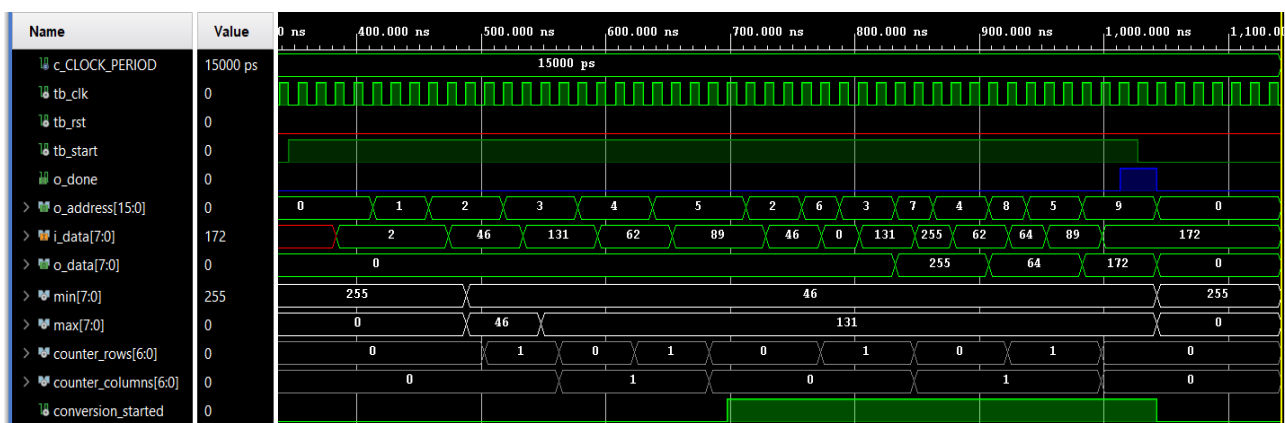 Name Value 0 ns 400.000 ns 500.000 ns 600.000 ns 700.000 ns 800.000 ns 900.000 ns 1,000.000 ns 1,100.0
c_CLOCK_PERIOD 15000 ps 15000 ps
tb_clk 0
tb_rst 0
tb_start 0
o_done 0
> o_address[15:0] 0 0 1 2 3 4 5 2 6 3 7 4 8 5 9 0
> i_data[7:0] 172 2 46 131 62 89 46 0 131 255 62 64 89 172
> o_data[7:0] 0 0 255 64 172 0
> min[7:0] 255 255 46 255
> max[7:0] 0 0 46 131 0
> counter_rows[6:0] 0 0 1 0 1 0 1 0 1 0
> counter_columns[6:0] 0 0 1 0 1 0
conversion_started 0